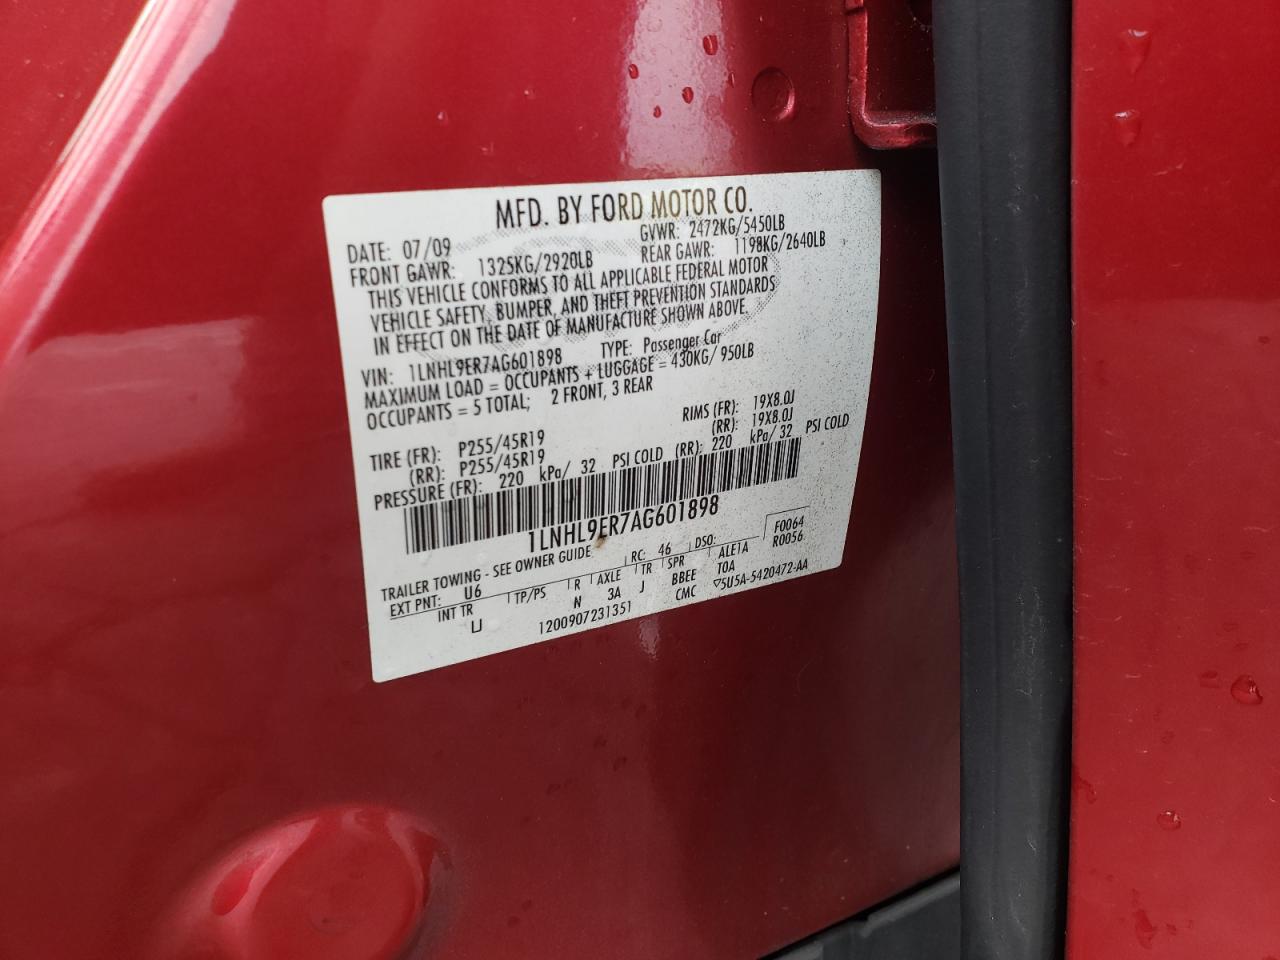 MFD. BY FORD MOTOR CO.
DATE: 07/09 GVWR: 2472KG/5450LB
FRONT GAWR: 1325KG/2920LB REAR GAWR: 1198KG/2640LB
THIS VEHICLE CONFORMS TO ALL APPLICABLE FEDERAL MOTOR
VEHICLE SAFETY, BUMPER, AND THEFT PREVENTION STANDARDS
IN EFFECT ON THE DATE OF MANUFACTURE SHOWN ABOVE.
VIN: 1LNHL9ER7AG601898 TYPE: Passenger Car
MAXIMUM LOAD = OCCUPANTS + LUGGAGE = 430KG/ 950LB
OCCUPANTS = 5 TOTAL; 2 FRONT, 3 REAR
TIRE (FR): P255/45R19 RIMS (FR): 19X8.0J
(RR): P255/45R19 (RR): 19X8.0J
PRESSURE (FR): 220 kPa/ 32 PSI COLD (RR): 220 kPa/ 32 PSI COLD
1LNHL9ER7AG601898
TRAILER TOWING - SEE OWNER GUIDE F0064
EXT PNT: U6 RC: 46 DSO: R0056
INT TR TP/PS R AXLE TR SPR ALE1A
IJ N 3A J BBEE TOA
1200907231351 CMC ▽5U5A-5420472-AA